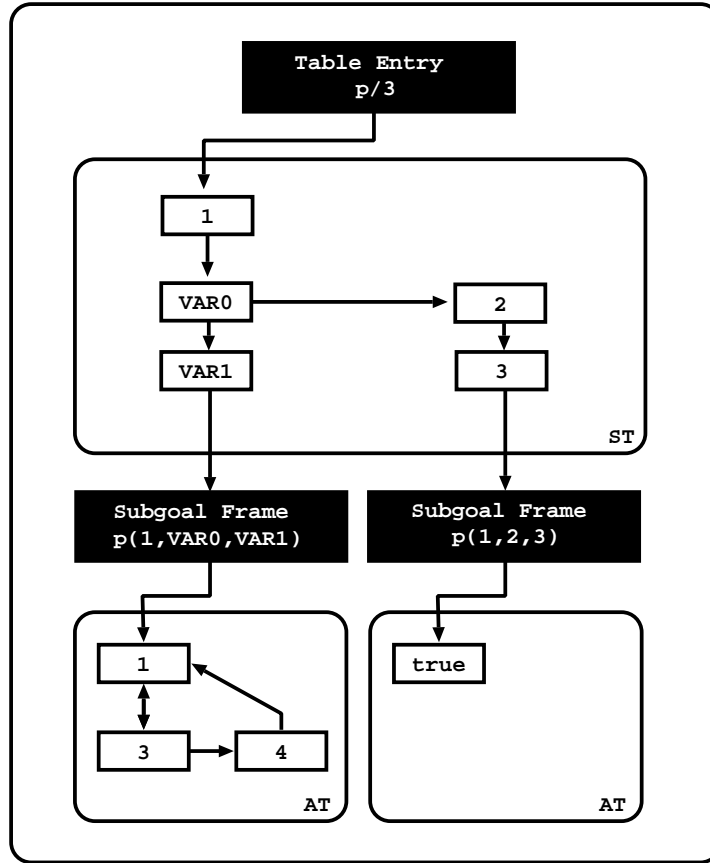 Table Entry
p/3
1
VAR0
2
VAR1
3
ST
Subgoal Frame
p(1,VAR0,VAR1)
Subgoal Frame
p(1,2,3)
1
true
3
4
AT
AT